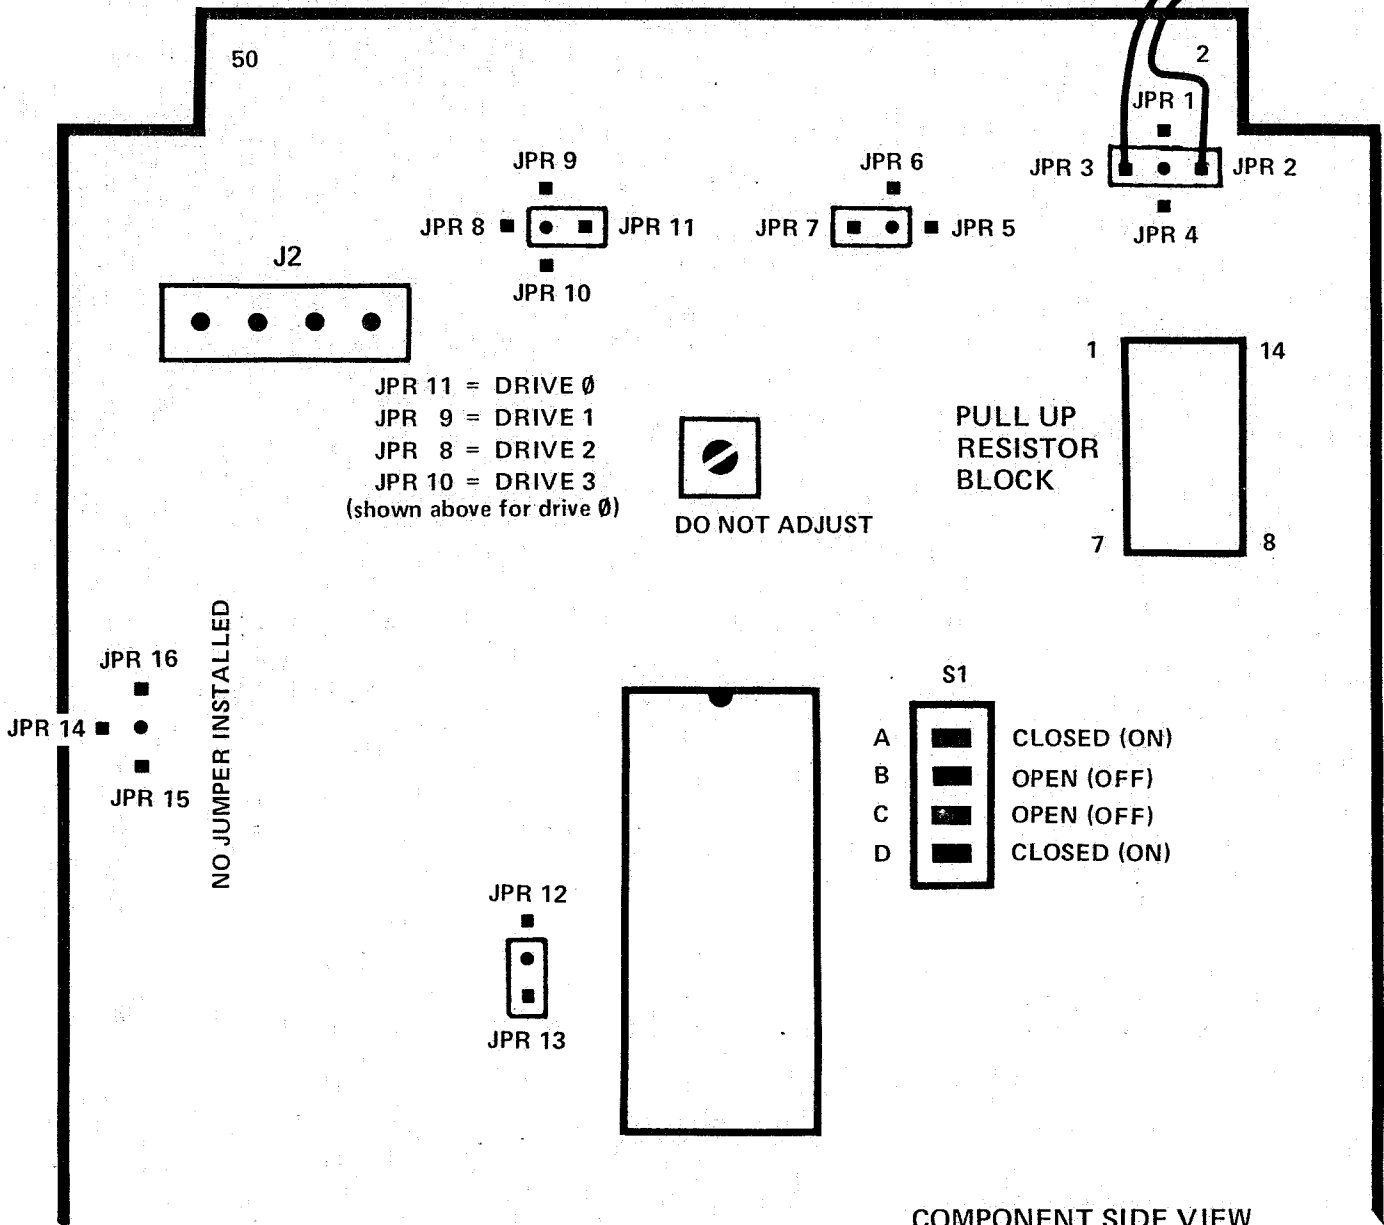 50
2
JPR 1
JPR 3
JPR 2
JPR 4
JPR 9
JPR 8
JPR 11
JPR 10
JPR 6
JPR 7
JPR 5
J2
JPR 11 = DRIVE Ø
JPR 9 = DRIVE 1
JPR 8 = DRIVE 2
JPR 10 = DRIVE 3
(shown above for drive Ø)
DO NOT ADJUST
1
14
PULL UP
RESISTOR
BLOCK
7
8
JPR 16
JPR 14
JPR 15
NO JUMPER INSTALLED
S1
A CLOSED (ON)
B OPEN (OFF)
C OPEN (OFF)
D CLOSED (ON)
JPR 12
JPR 13
COMPONENT SIDE VIEW